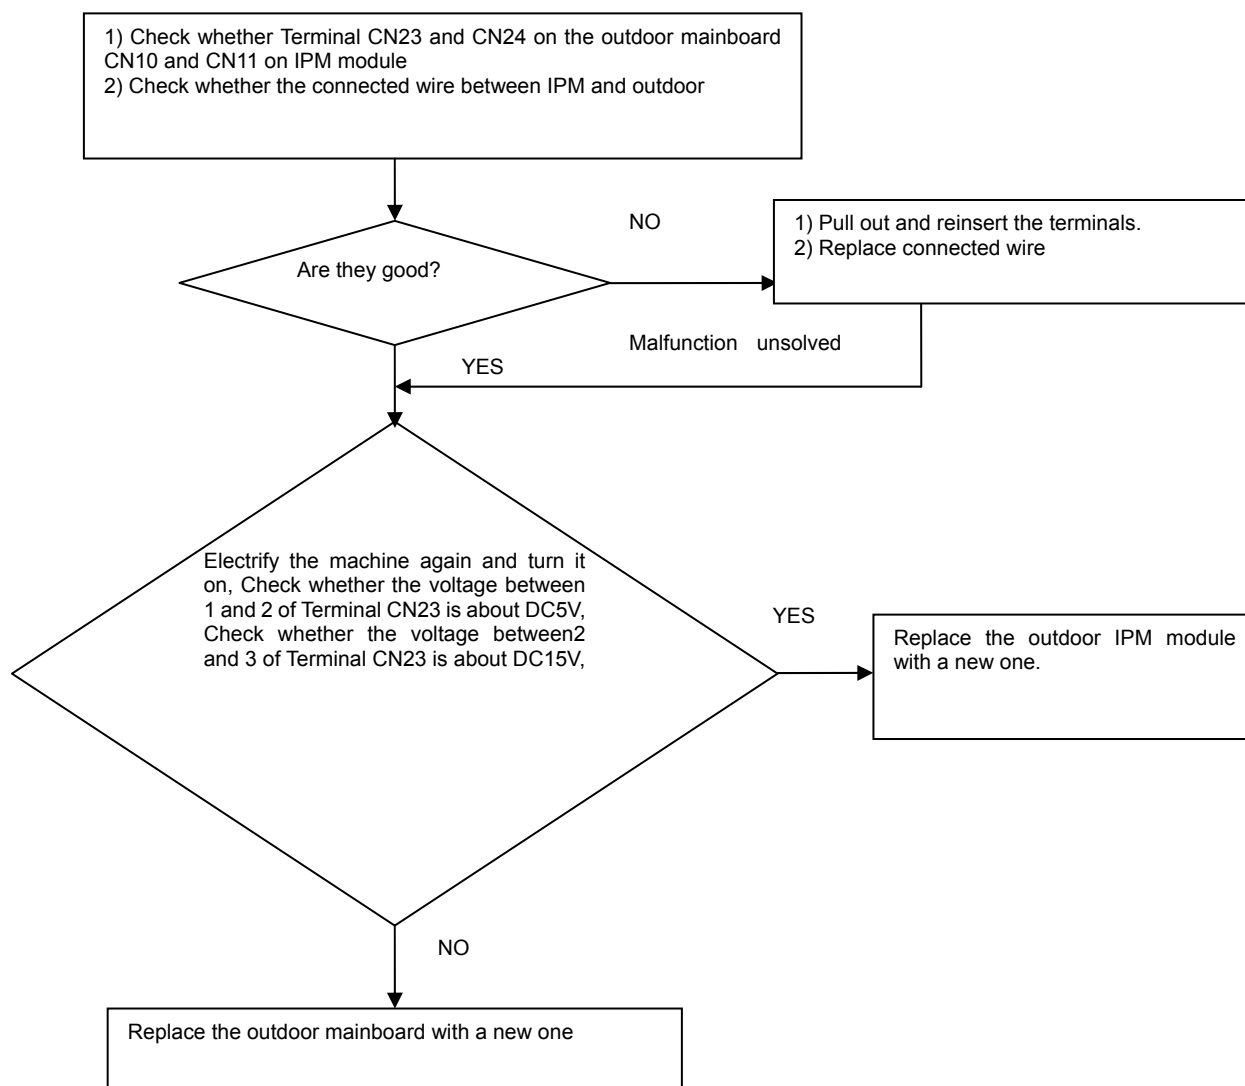 1) Check whether Terminal CN23 and CN24 on the outdoor mainboard
CN10 and CN11 on IPM module
2) Check whether the connected wire between IPM and outdoor
NO
1) Pull out and reinsert the terminals.
2) Replace connected wire
Are they good?
Malfunction unsolved
YES
Electrify the machine again and turn it
on, Check whether the voltage between
1 and 2 of Terminal CN23 is about DC5V,
Check whether the voltage between2
and 3 of Terminal CN23 is about DC15V,
YES
Replace the outdoor IPM module
with a new one.
NO
Replace the outdoor mainboard with a new one